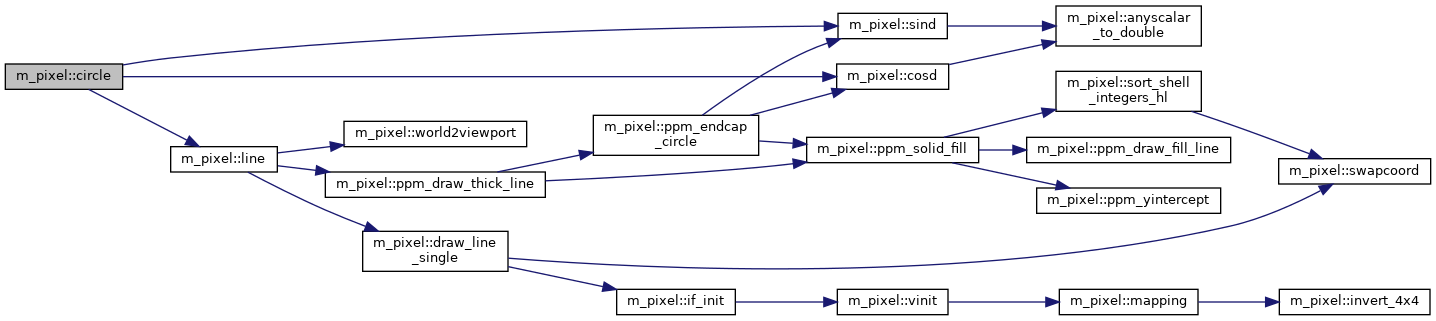 m_pixel::circle
m_pixel::line
m_pixel::world2viewport
m_pixel::ppm_draw_thick_line
m_pixel::draw_line
_single
m_pixel::ppm_endcap
_circle
m_pixel::if_init
m_pixel::sind
m_pixel::cosd
m_pixel::ppm_solid_fill
m_pixel::vinit
m_pixel::anyscalar
_to_double
m_pixel::sort_shell
_integers_hl
m_pixel::ppm_draw_fill_line
m_pixel::ppm_yintercept
m_pixel::mapping
m_pixel::swapcoord
m_pixel::invert_4x4